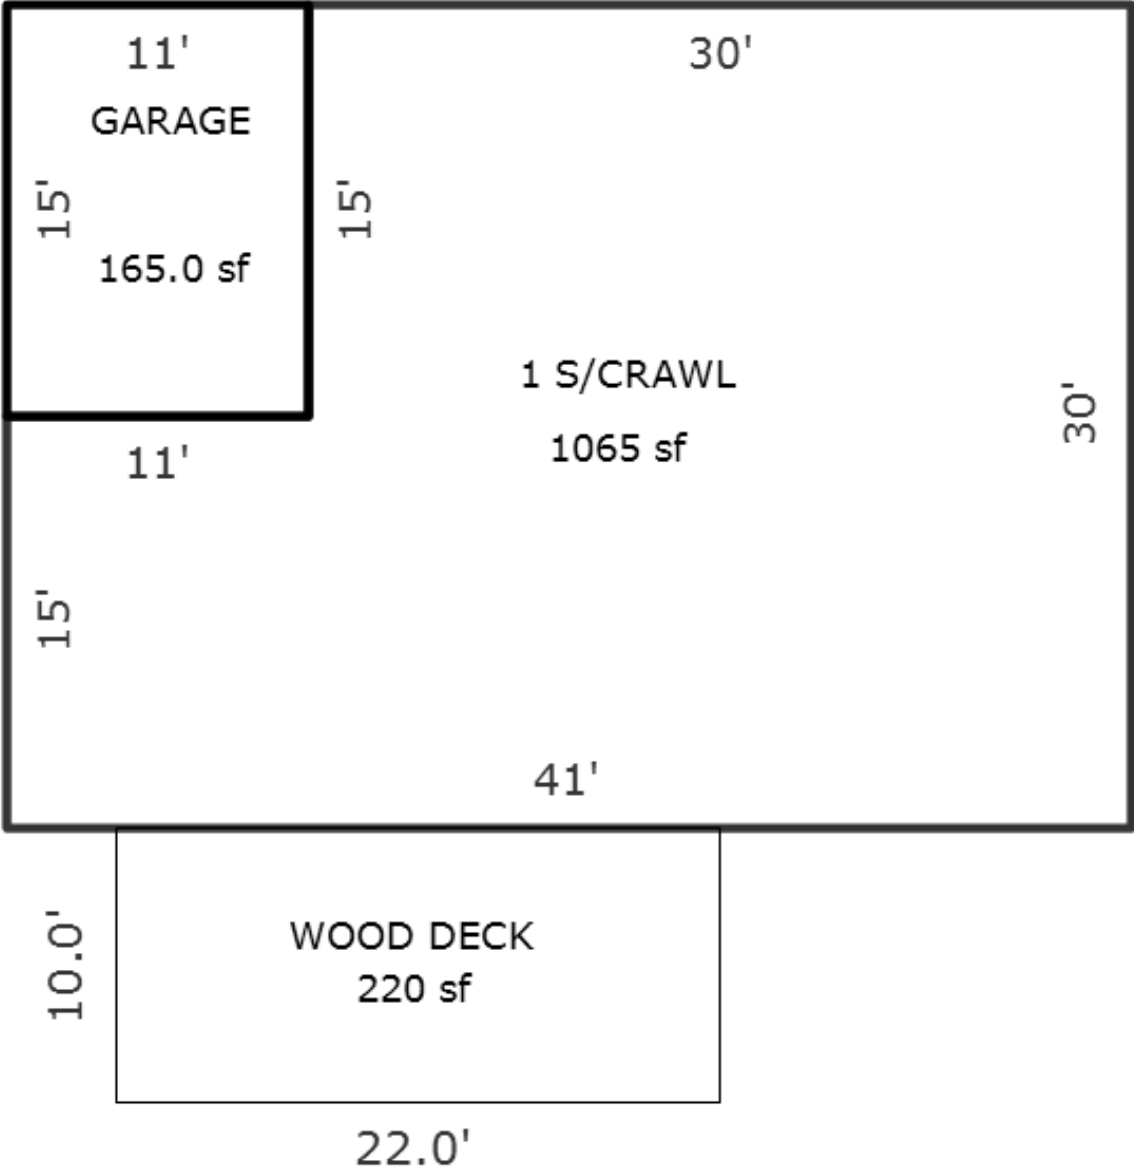 11'
30'
GARAGE
15'
15'
165.0 sf
1 S/CRAWL
30'
1065 sf
11'
15'
41'
WOOD DECK
10.0'
220 sf
22.0'